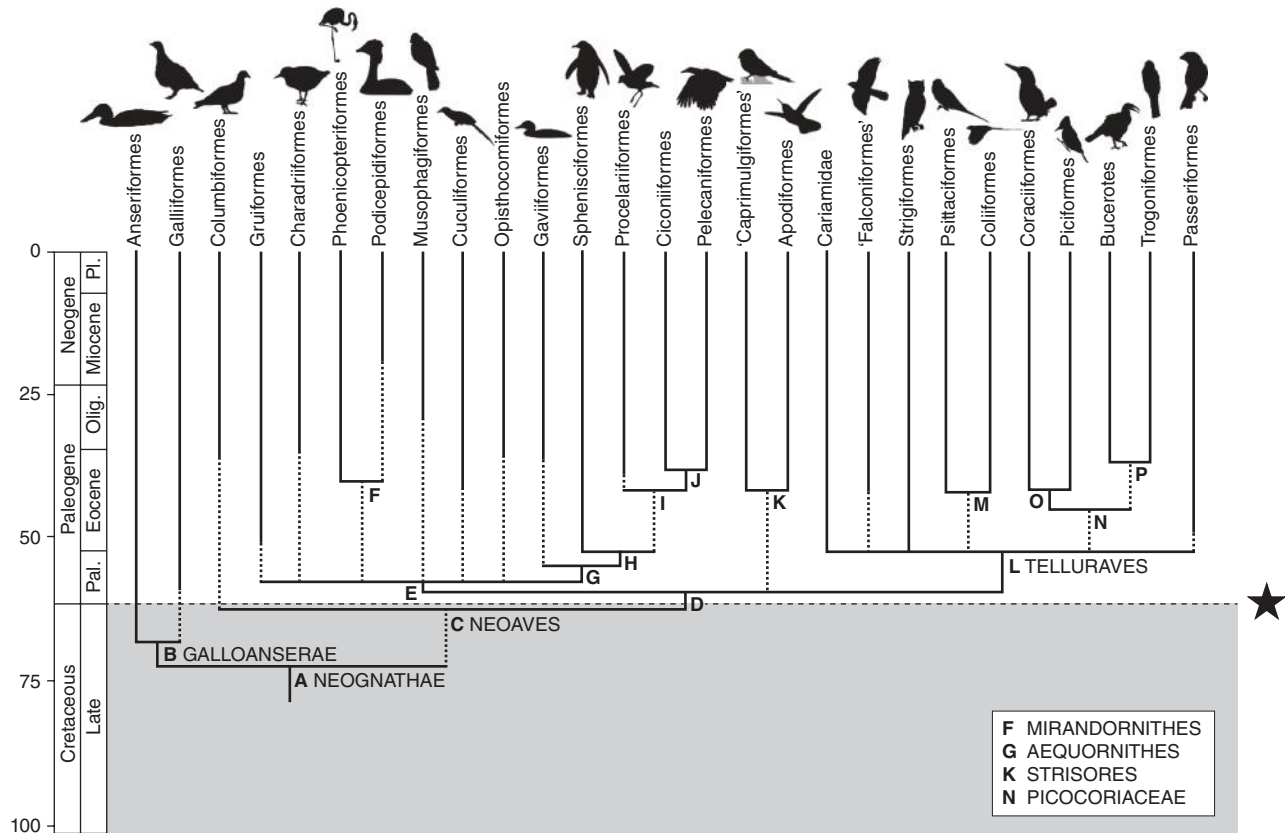 Anseriformes
Galliiformes
Columbiformes
Gruiformes
Charadriiformes
Phoenicopteriformes
Podicepidiformes
Musophagiformes
Cuculiformes
Opisthocomiformes
Gaviiformes
Sphenisciformes
Procelariiformes
Ciconiiformes
Pelecaniformes
'Caprimulgiformes'
Apodiformes
Cariamidae
'Falconiformes'
Strigiformes
Psittaciformes
Coliiformes
Coraciiformes
Piciformes
Bucerotes
Trogoniformes
Passeriformes
0
25
50
75
100
Neogene
Pl.
Miocene
Paleogene
Olig.
Eocene
Pal.
Cretaceous
Late
F
J
I
K
M
O
P
N
H
G
E
L TELLURAVES
D
C NEOAVES
B GALLOANSERAE
A NEOGNATHAE
F MIRANDORNITHES
G AEQUORNITHES
K STRISORES
N PICOCORIACEAE